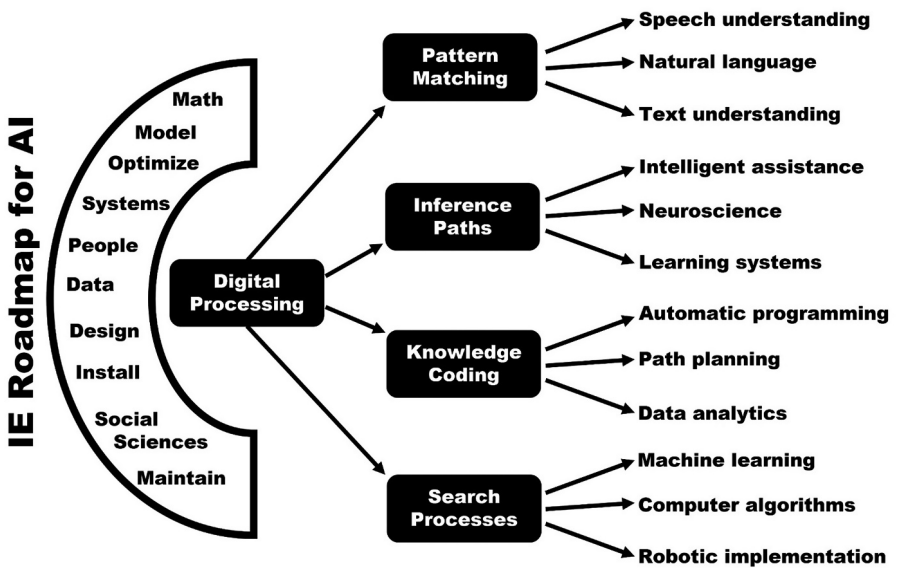 IE Roadmap for AI
Math
Model
Optimize
Systems
People
Data
Design
Install
Social
Sciences
Maintain
Digital
Processing
Pattern
Matching
Speech understanding
Natural language
Text understanding
Inference
Paths
Intelligent assistance
Neuroscience
Learning systems
Knowledge
Coding
Automatic programming
Path planning
Data analytics
Search
Processes
Machine learning
Computer algorithms
Robotic implementation